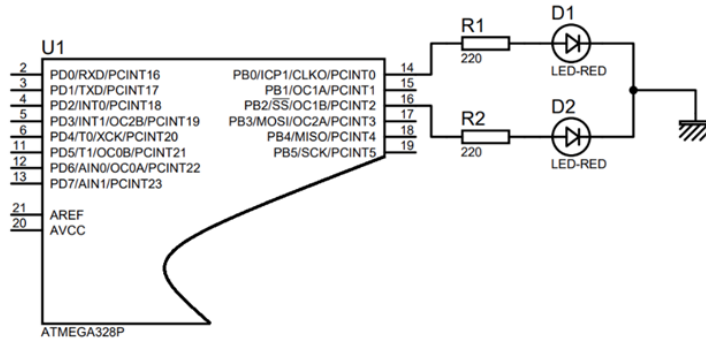 U1
2 PD0/RXD/PCINT16
3 PD1/TXD/PCINT17
4 PD2/INT0/PCINT18
5 PD3/INT1/OC2B/PCINT19
6 PD4/T0/XCK/PCINT20
11 PD5/T1/OC0B/PCINT21
12 PD6/AIN0/OC0A/PCINT22
13 PD7/AIN1/PCINT23
21 AREF
20 AVCC
PB0/ICP1/CLKO/PCINT0 14
PB1/OC1A/PCINT1 15
PB2/SS/OC1B/PCINT2 16
PB3/MOSI/OC2A/PCINT3 17
PB4/MISO/PCINT4 18
PB5/SCK/PCINT5 19
ATMEGA328P
R1
220
D1
LED-RED
R2
220
D2
LED-RED